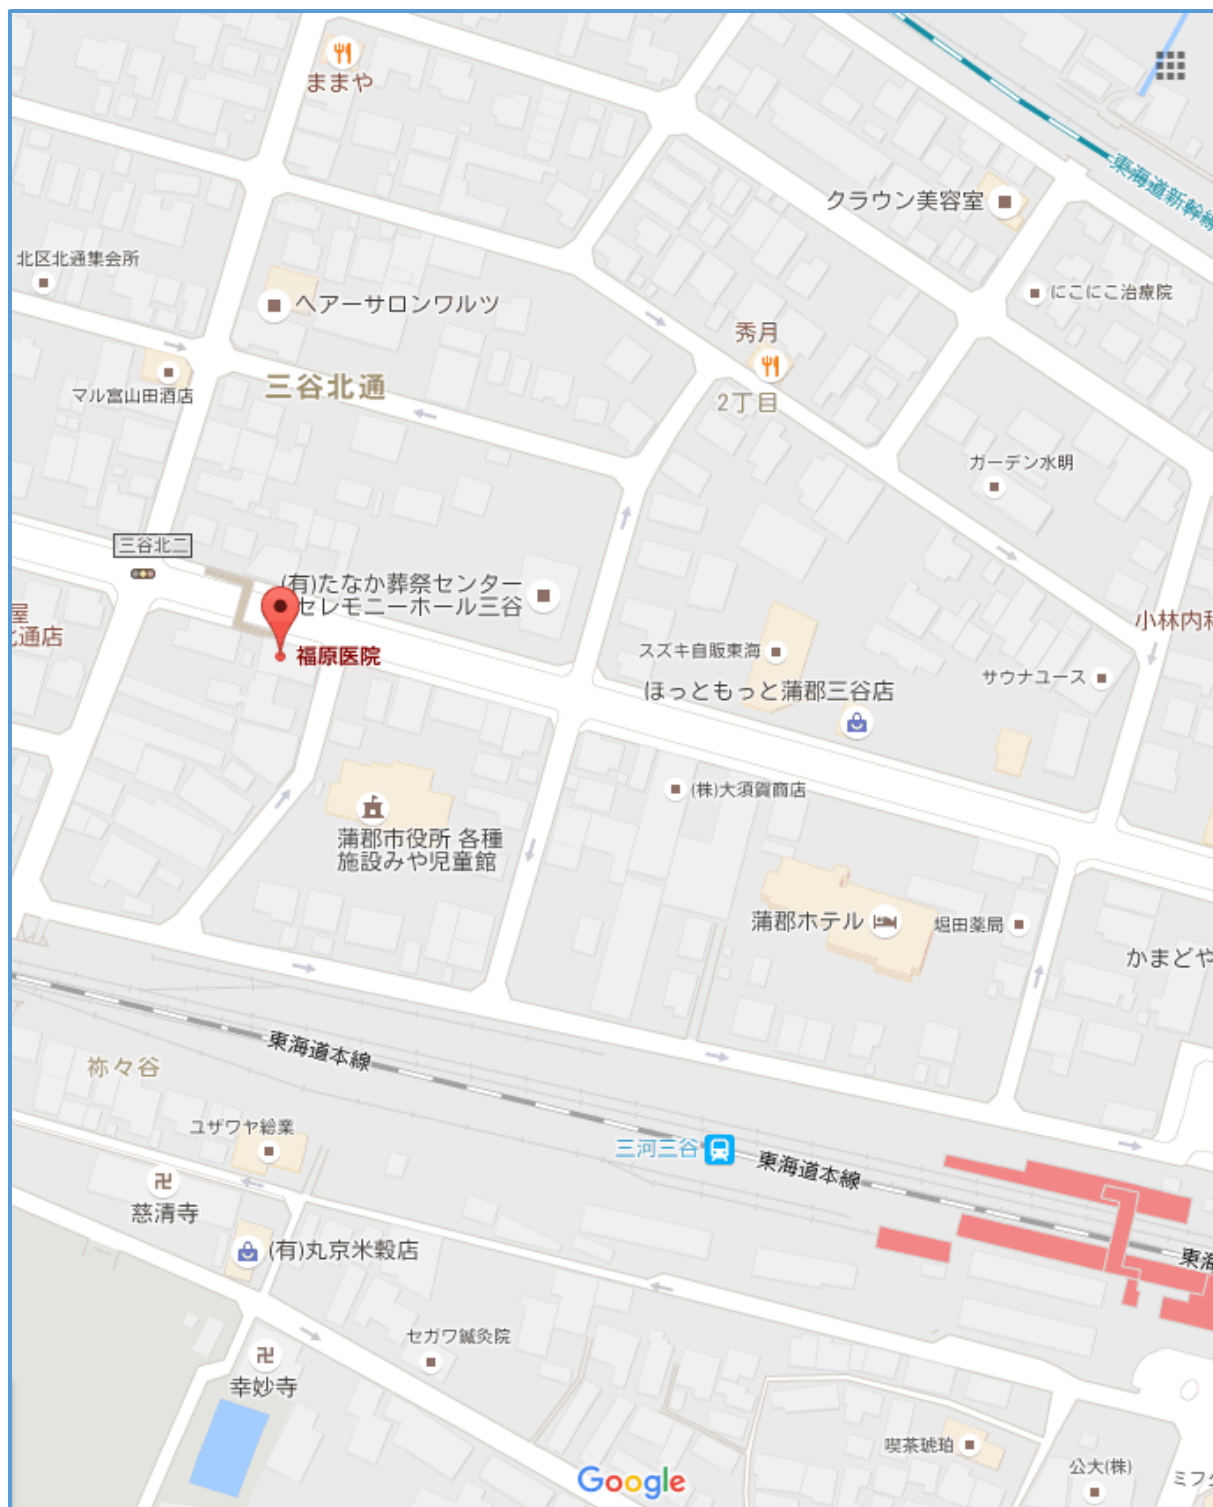 ままや
東海道新幹線
クラウン美容室
北区北通集会所
にこにこ治療院
ヘアーサロンワルツ
秀月
マル富山田酒店
三谷北通
2丁目
ガーデン水明
三谷北二
(有)たなか葬祭センター
セレモニーホール三谷
屋
通店
小林内科
福原医院
スズキ自販東海
サウナユース
ほっともっと蒲郡三谷店
(株)大須賀商店
蒲郡市役所 各種
施設みや児童館
蒲郡ホテル
堀田薬局
かまどや
東海道本線
祢々谷
ユザワヤ総業
三河三谷
東海道本線
慈清寺
(有)丸京米穀店
東海
セガワ鍼灸院
幸妙寺
喫茶琥珀
公大(株)
ミフ
Google